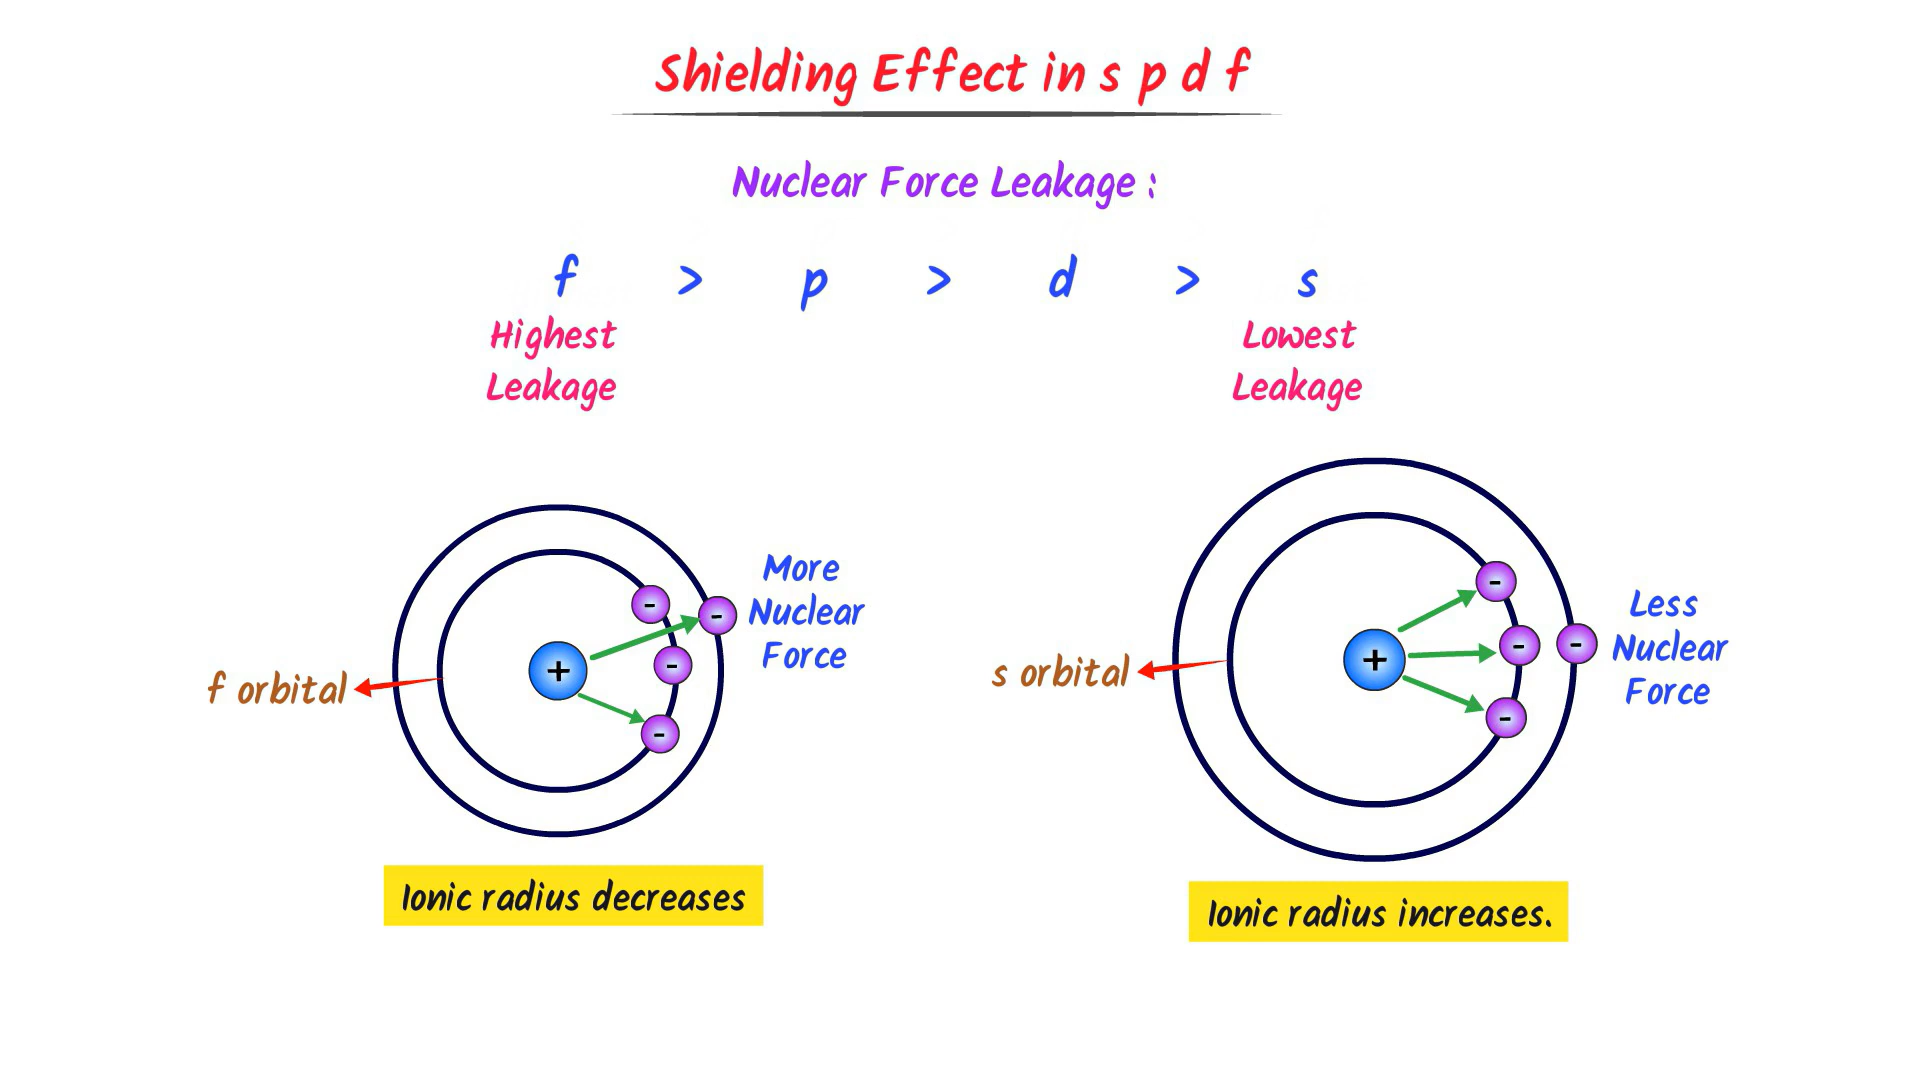 Shielding Effect in s p d f
Nuclear Force Leakage :
f > p > d > s
Highest
Leakage
Lowest
Leakage
More
Nuclear
Force
f orbital
+
-
-
-
-
Ionic radius decreases
Less
Nuclear
Force
s orbital
+
-
-
-
-
Ionic radius increases.